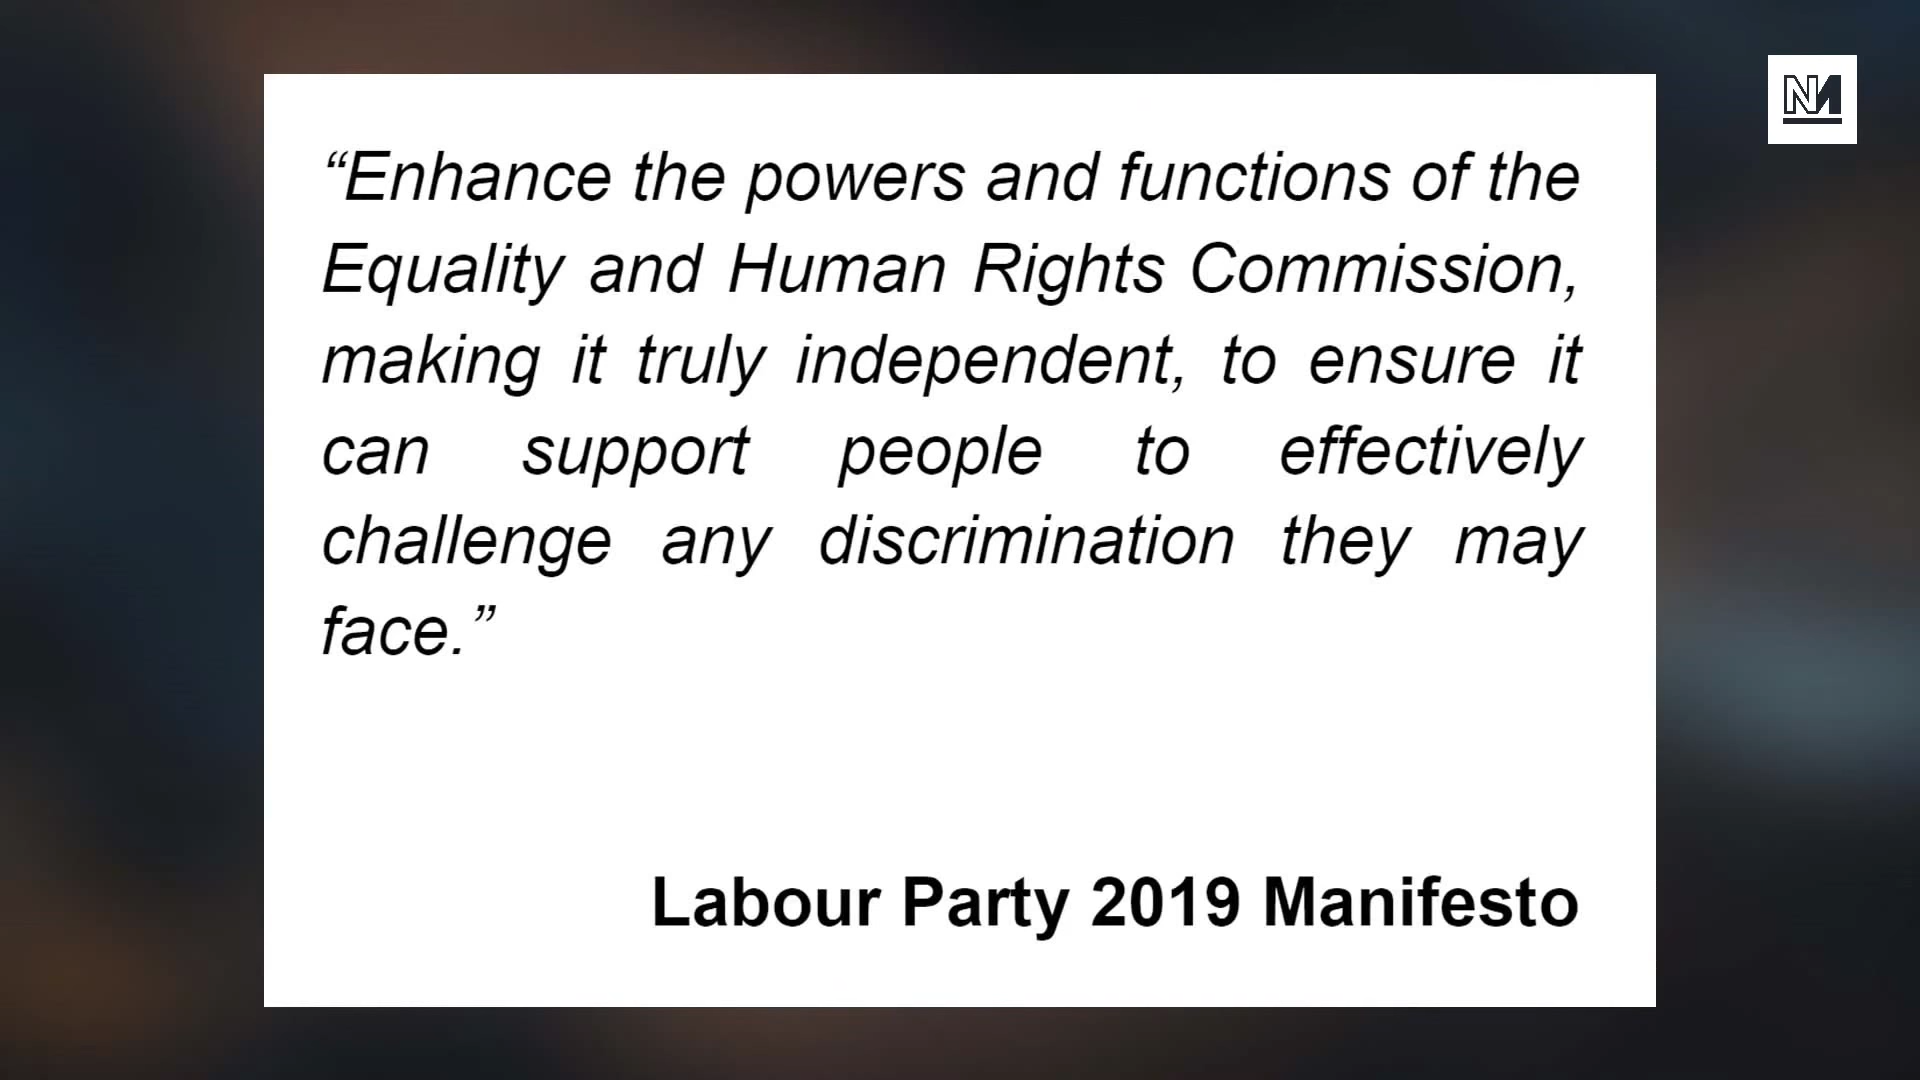 “Enhance the powers and functions of the
Equality and Human Rights Commission,
making it truly independent, to ensure it
can support people to effectively
challenge any discrimination they may
face.”
Labour Party 2019 Manifesto
NM